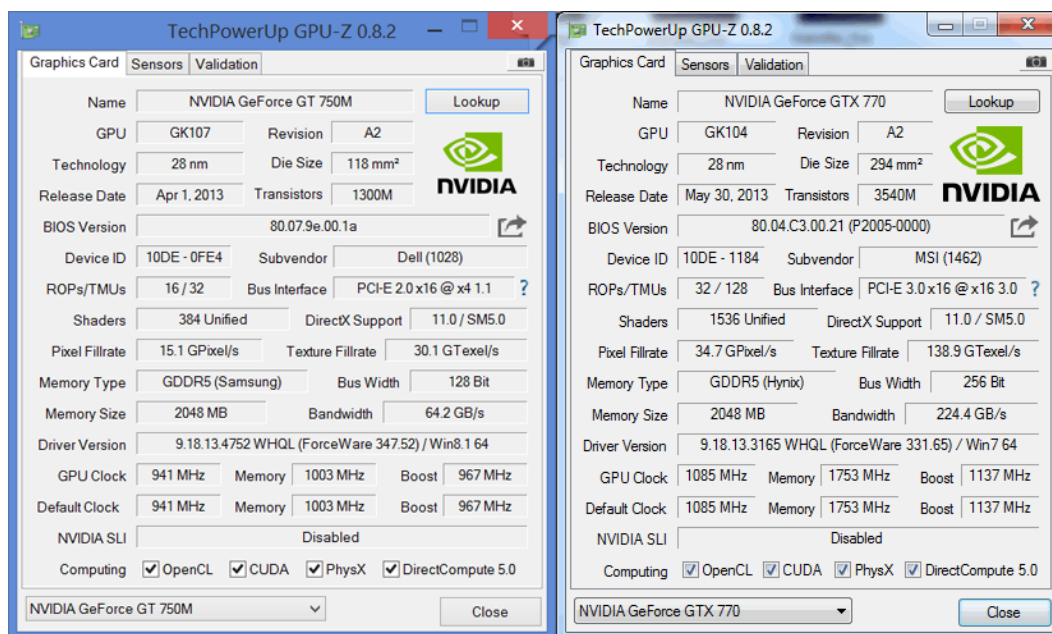 TechPowerUp GPU-Z 0.8.2
Graphics Card Sensors Validation
Name NVIDIA GeForce GT 750M Lookup
GPU GK107 Revision A2
Technology 28 nm Die Size 118 mm²
Release Date Apr 1, 2013 Transistors 1300M
NVIDIA
BIOS Version 80.07.9e.00.1a
Device ID 10DE - 0FE4 Subvendor Dell (1028)
ROPs/TMUs 16 / 32 Bus Interface PCI-E 2.0 x16 @ x4 1.1 ?
Shaders 384 Unified DirectX Support 11.0 / SM5.0
Pixel Fillrate 15.1 GPixel/s Texture Fillrate 30.1 GTexel/s
Memory Type GDDR5 (Samsung) Bus Width 128 Bit
Memory Size 2048 MB Bandwidth 64.2 GB/s
Driver Version 9.18.13.4752 WHQL (ForceWare 347.52) / Win8.1 64
GPU Clock 941 MHz Memory 1003 MHz Boost 967 MHz
Default Clock 941 MHz Memory 1003 MHz Boost 967 MHz
NVIDIA SLI Disabled
Computing OpenCL CUDA PhysX DirectCompute 5.0
NVIDIA GeForce GT 750M Close
TechPowerUp GPU-Z 0.8.2
Graphics Card Sensors Validation
Name NVIDIA GeForce GTX 770 Lookup
GPU GK104 Revision A2
Technology 28 nm Die Size 294 mm²
Release Date May 30, 2013 Transistors 3540M
NVIDIA
BIOS Version 80.04.C3.00.21 (P2005-0000)
Device ID 10DE - 1184 Subvendor MSI (1462)
ROPs/TMUs 32 / 128 Bus Interface PCI-E 3.0 x16 @ x16 3.0 ?
Shaders 1536 Unified DirectX Support 11.0 / SM5.0
Pixel Fillrate 34.7 GPixel/s Texture Fillrate 138.9 GTexel/s
Memory Type GDDR5 (Hynix) Bus Width 256 Bit
Memory Size 2048 MB Bandwidth 224.4 GB/s
Driver Version 9.18.13.3165 WHQL (ForceWare 331.65) / Win7 64
GPU Clock 1085 MHz Memory 1753 MHz Boost 1137 MHz
Default Clock 1085 MHz Memory 1753 MHz Boost 1137 MHz
NVIDIA SLI Disabled
Computing OpenCL CUDA PhysX DirectCompute 5.0
NVIDIA GeForce GTX 770 Close